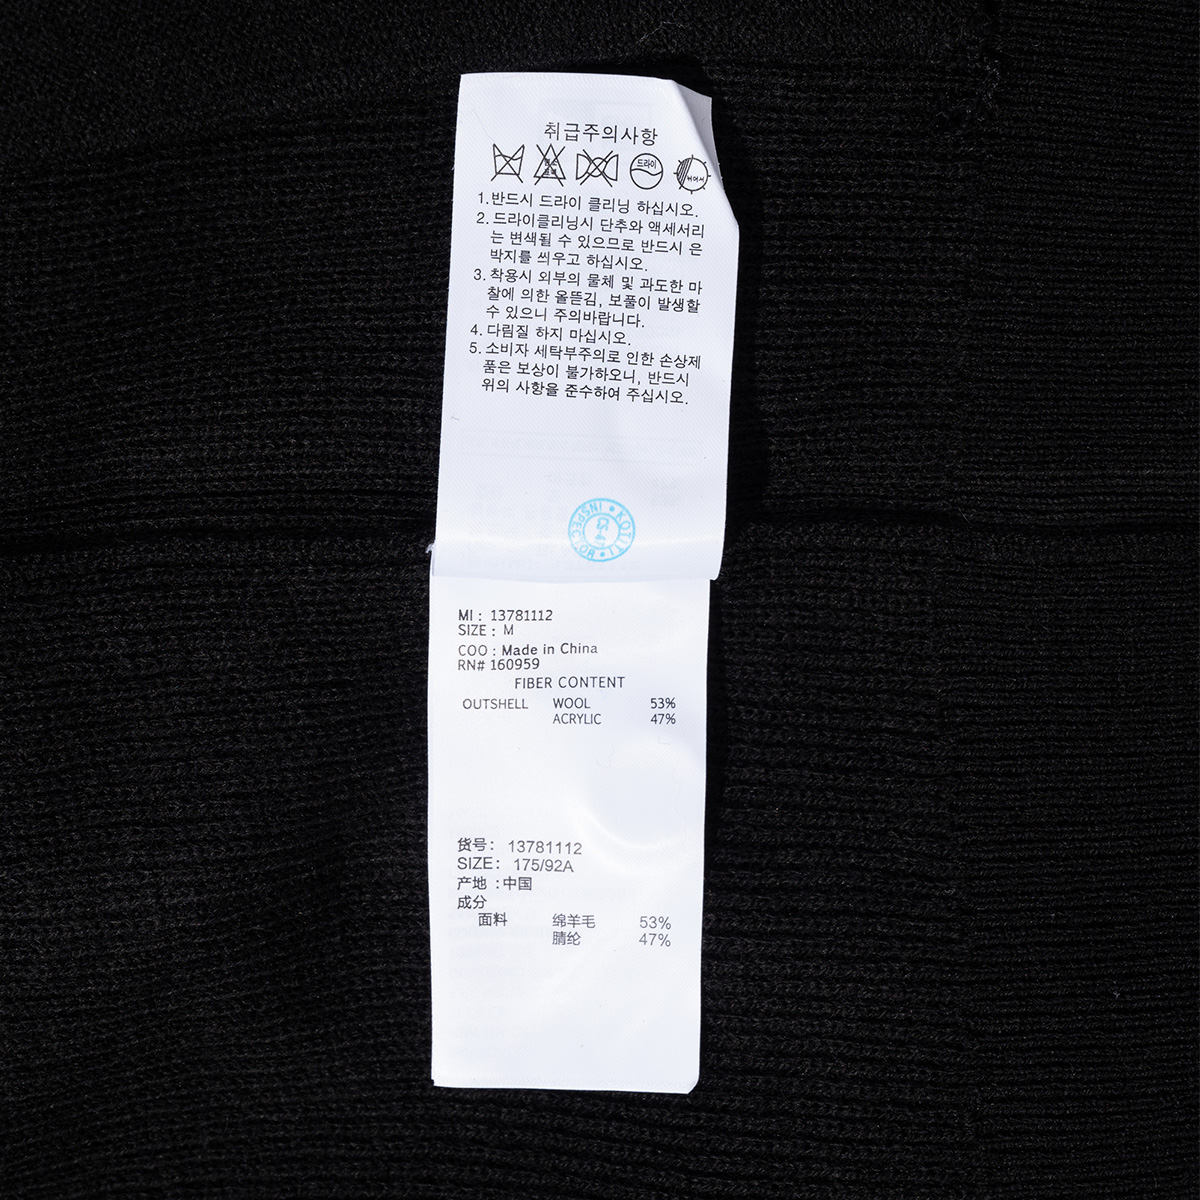 취급주의사항
드라이
1. 반드시 드라이 클리닝 하십시오.
2. 드라이클리닝시 단추와 액세서리
는 변색될 수 있으므로 반드시 은
박지를 씌우고 하십시오.
3. 착용시 외부의 물체 및 과도한 마
찰에 의한 올뜯김, 보풀이 발생할
수 있으니 주의바랍니다.
4. 다림질 하지 마십시오.
5. 소비자 세탁부주의로 인한 손상제
품은 보상이 불가하오니, 반드시
위의 사항을 준수하여 주십시오.
KOTITI
INSPECTOR
MI : 13781112
SIZE : M
COO : Made in China
RN# 160959
FIBER CONTENT
OUTSHELL WOOL 53%
ACRYLIC 47%
货号: 13781112
SIZE: 175/92A
产地 :中国
成分
面料 绵羊毛 53%
腈纶 47%